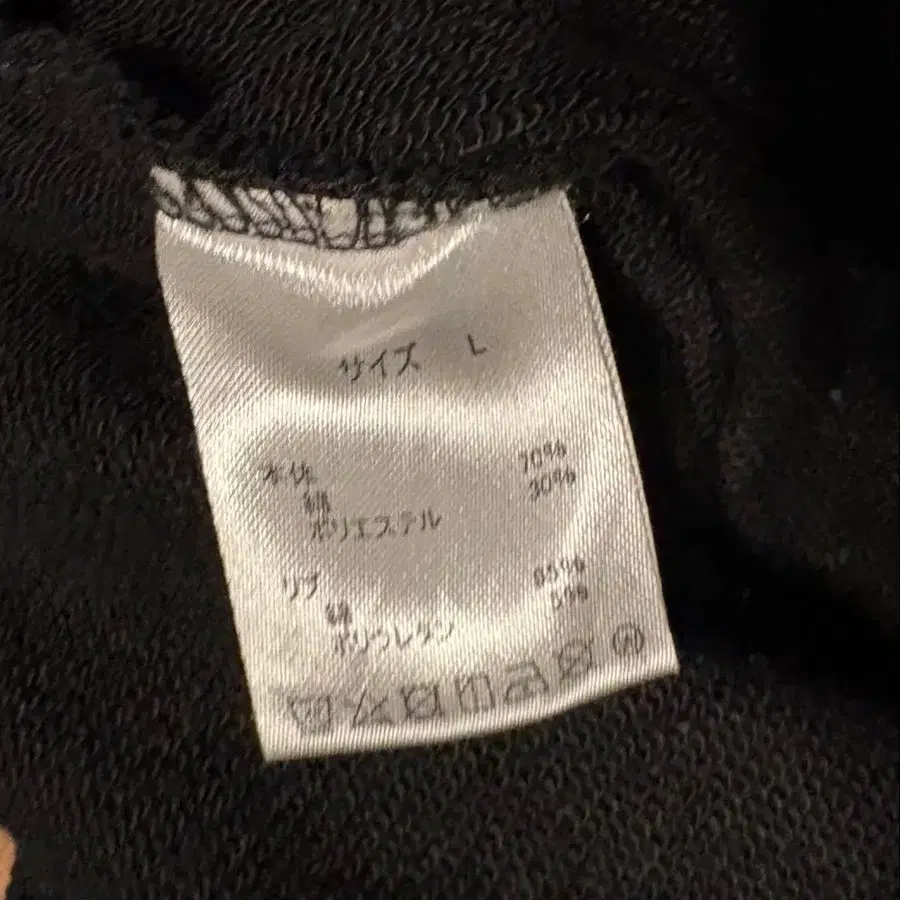 サイズ L
本体
綿 70%
ポリエステル 30%
リブ
綿 95%
ポリウレタン 5%